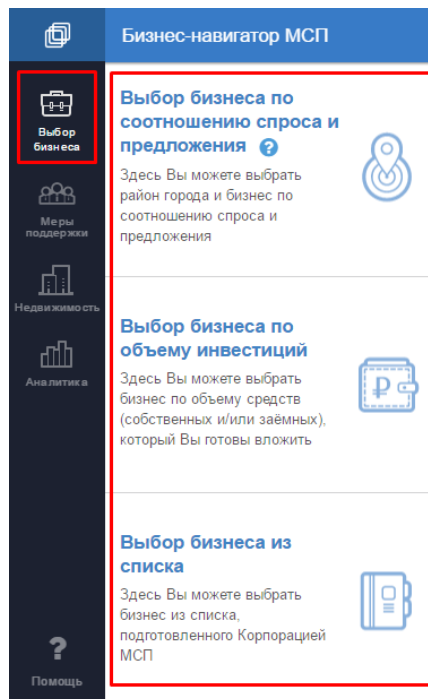 Бизнес-навигатор МСП
Выбор
бизнеса
Меры
поддержки
Недвижимость
Аналитика
?
Помощь
Выбор бизнеса по
соотношению спроса и
предложения ?
Здесь Вы можете выбрать
район города и бизнес по
соотношению спроса и
предложения
Выбор бизнеса по
объему инвестиций
Здесь Вы можете выбрать
бизнес по объему средств
(собственных и/или заёмных),
который Вы готовы вложить
Выбор бизнеса из
списка
Здесь Вы можете выбрать
бизнес из списка,
подготовленного Корпорацией
МСП